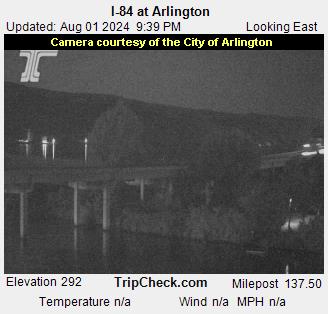 I-84 at Arlington
Updated: Aug 01 2024 9:39 PM Looking East
Camera courtesy of the City of Arlington
Elevation 292 TripCheck.com Milepost 137.50
Temperature n/a Wind n/a MPH n/a